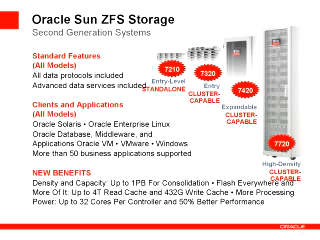 Oracle Sun ZFS Storage
Second Generation Systems
Standard Features
(All Models)
All data protocols included
Advanced data services included
Clients and Applications
(All Models)
Oracle Solaris • Oracle Enterprise Linux
Oracle Database, Middleware, and
Applications Oracle VM • VMware • Windows
More than 50 business applications supported
7210
Entry-Level
STANDALONE
7320
Entry
CLUSTER-
CAPABLE
7420
Expandable
CLUSTER-
CAPABLE
7720
High-Density
CLUSTER-
CAPABLE
NEW BENEFITS
Density and Capacity: Up to 1PB For Consolidation • Flash Everywhere and
More Of It: Up to 4T Read Cache and 432G Write Cache • More Processing
Power: Up to 32 Cores Per Controller and 50% Better Performance
ORACLE